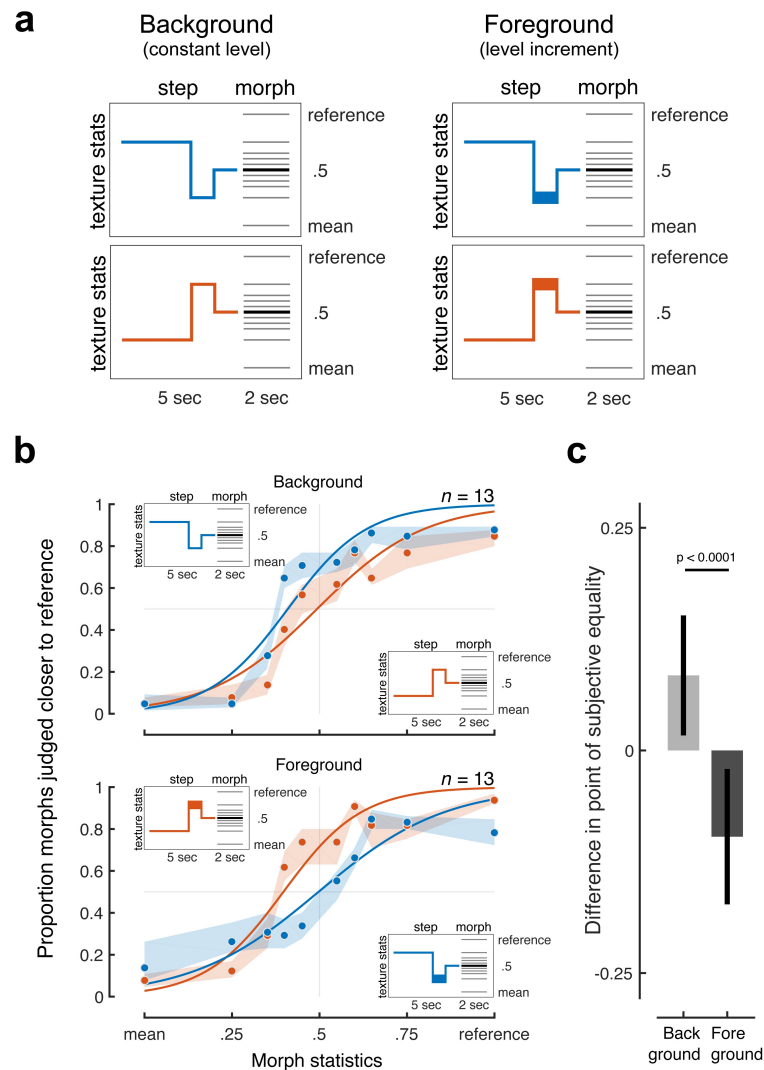 a
Background
(constant level)
step morph
texture stats
reference
.5
mean
texture stats
reference
.5
mean
5 sec 2 sec
Foreground
(level increment)
step morph
texture stats
reference
.5
mean
texture stats
reference
.5
mean
5 sec 2 sec
b
Proportion morphs judged closer to reference
Background
n = 13
1
0.8
0.6
0.4
0.2
0
step morph
texture stats
reference
.5
mean
5 sec 2 sec
step morph
texture stats
reference
.5
mean
5 sec 2 sec
Foreground
n = 13
1
0.8
0.6
0.4
0.2
0
step morph
texture stats
reference
.5
mean
5 sec 2 sec
step morph
texture stats
reference
.5
mean
5 sec 2 sec
mean .25 .5 .75 reference
Morph statistics
c
Difference in point of subjective equality
0.25
0
-0.25
p < 0.0001
Back Fore
ground ground